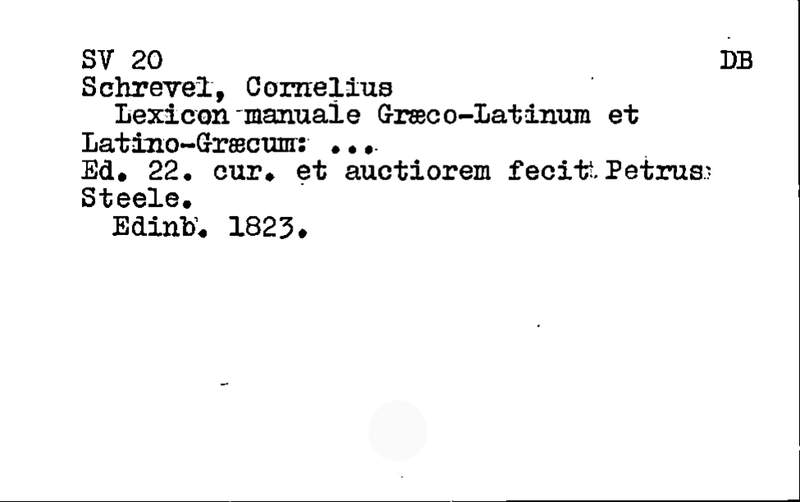 SV 20 DB
Schrevel, Cornelius
Lexicon manuale Græco-Latinum et
Latino-Græcum: ...
Ed. 22. cur. et auctiorem fecit Petrus
Steele.
Edinb. 1823.